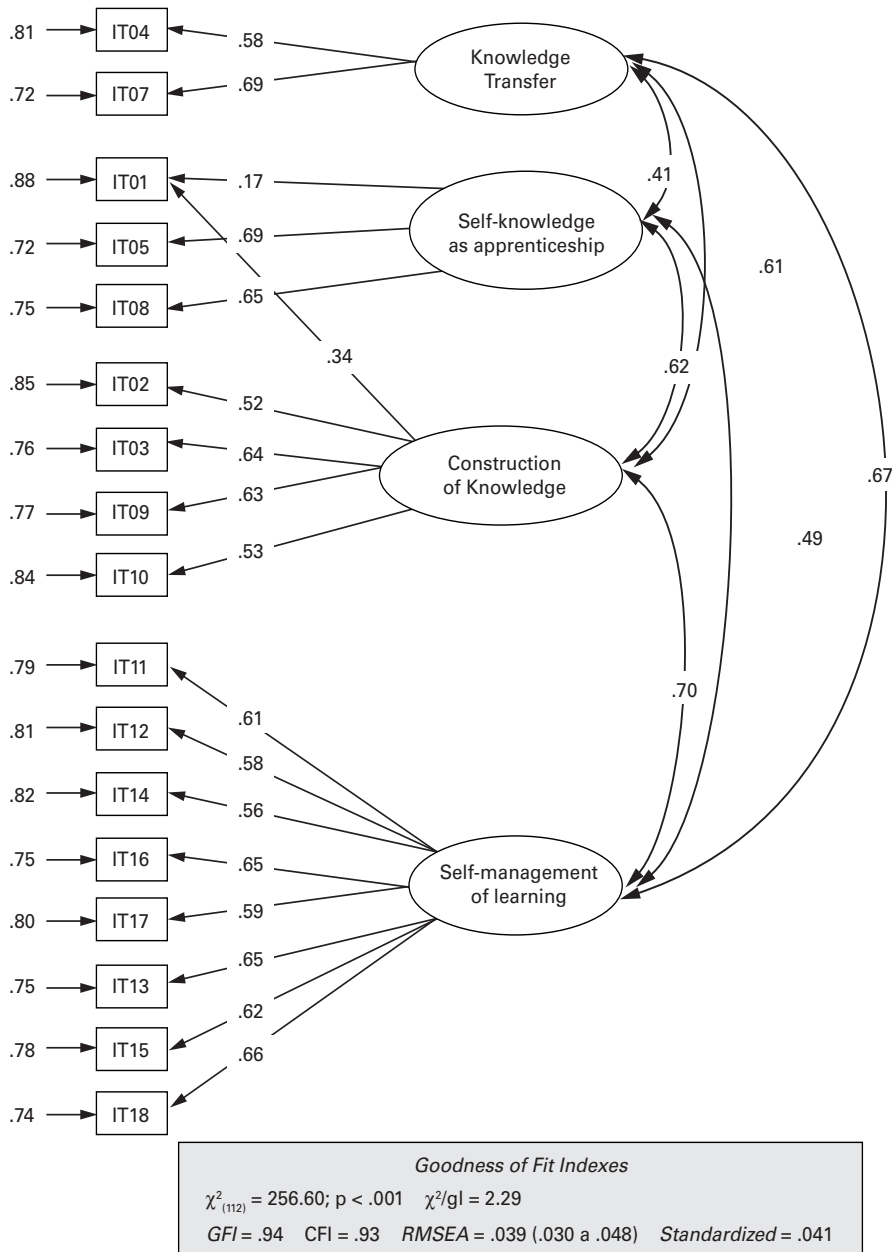 .81 IT04 .58 Knowledge
Transfer
.72 IT07 .69
.88 IT01 .17 .41
.72 IT05 .69 Self-knowledge
as apprenticeship
.61
.75 IT08 .65
.34 .62
.85 IT02 .52
.76 IT03 .64 Construction
of Knowledge
.67
.77 IT09 .63
.49
.84 IT10 .53
.79 IT11 .61 .70
.81 IT12 .58
.82 IT14 .56
.75 IT16 .65 Self-management
of learning
.80 IT17 .59
.75 IT13 .65
.78 IT15 .62
.74 IT18 .66
Goodness of Fit Indexes
χ²(112) = 256.60; p < .001 χ²/gl = 2.29
GFI = .94 CFI = .93 RMSEA = .039 (.030 a .048) Standardized = .041